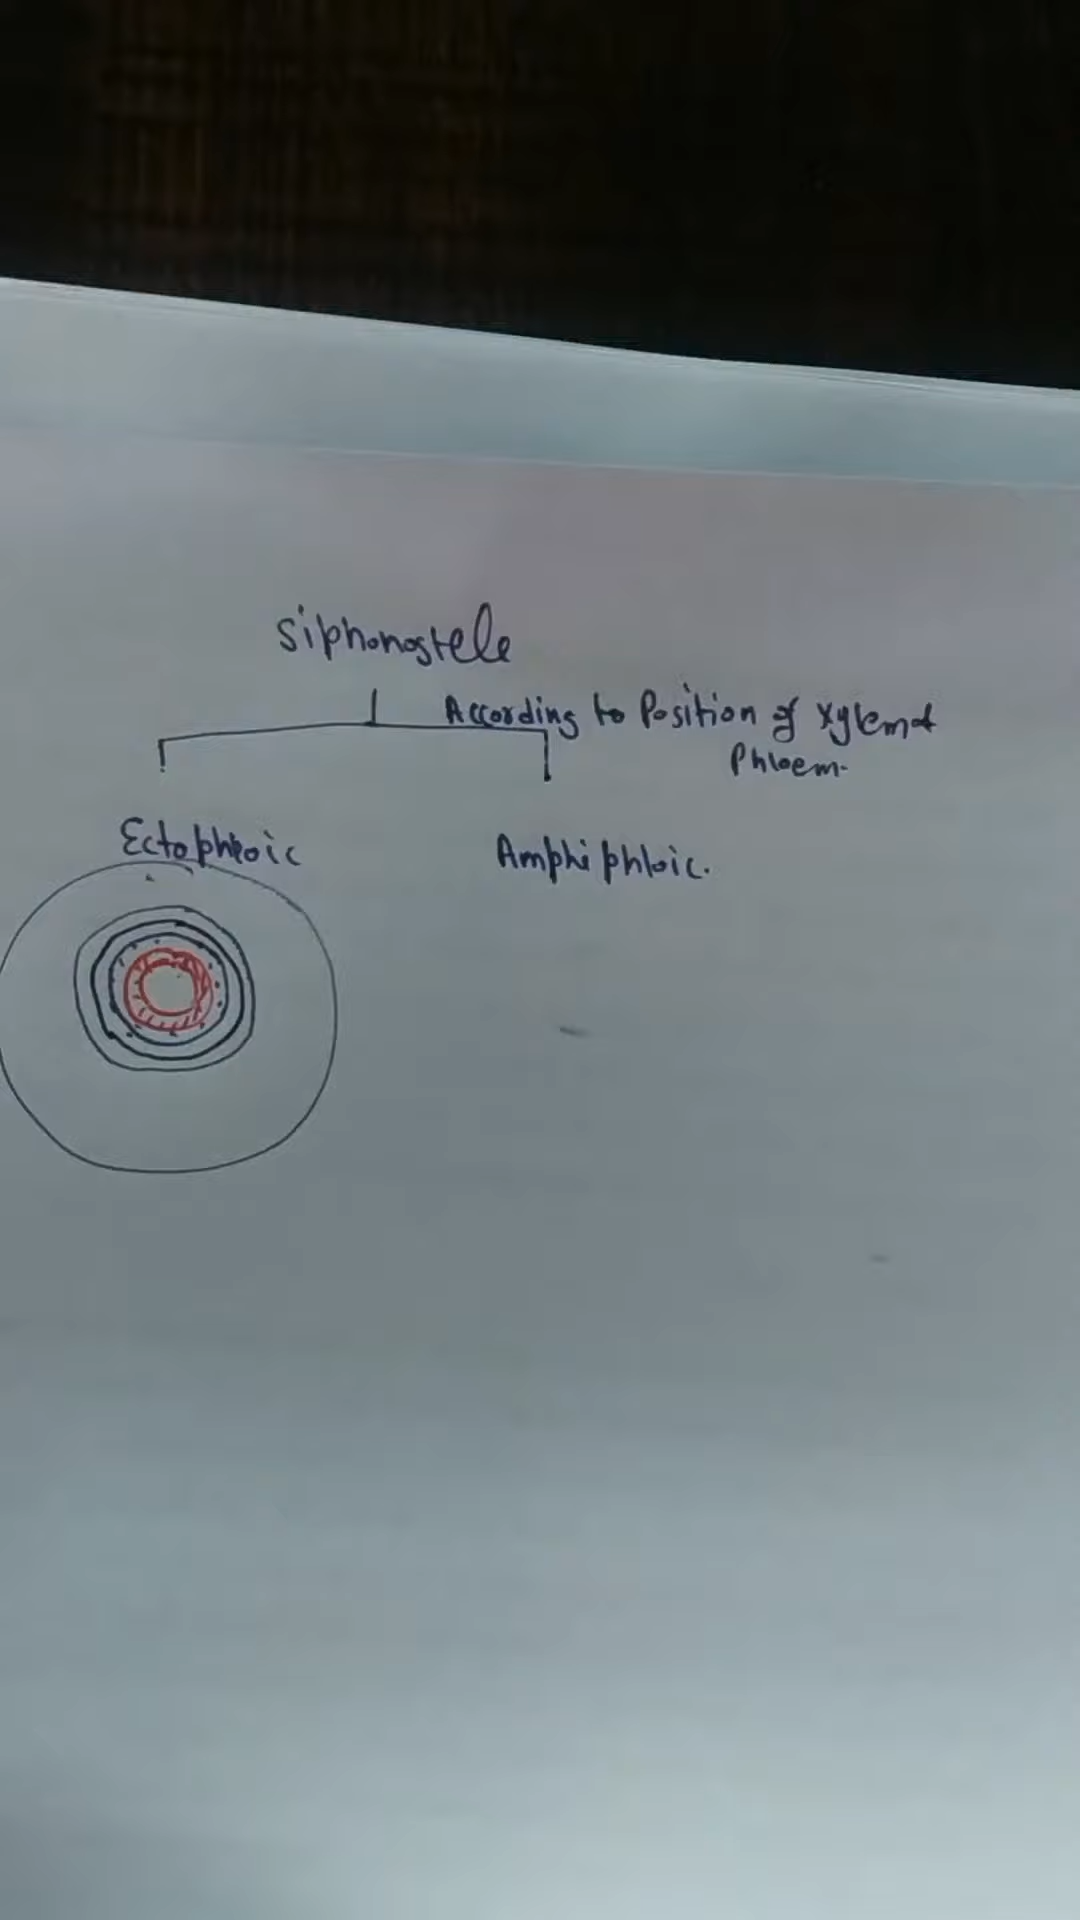 Siphonostele
According to Position of Xylem &
Phloem.
Ectophloic
Amphiphloic.